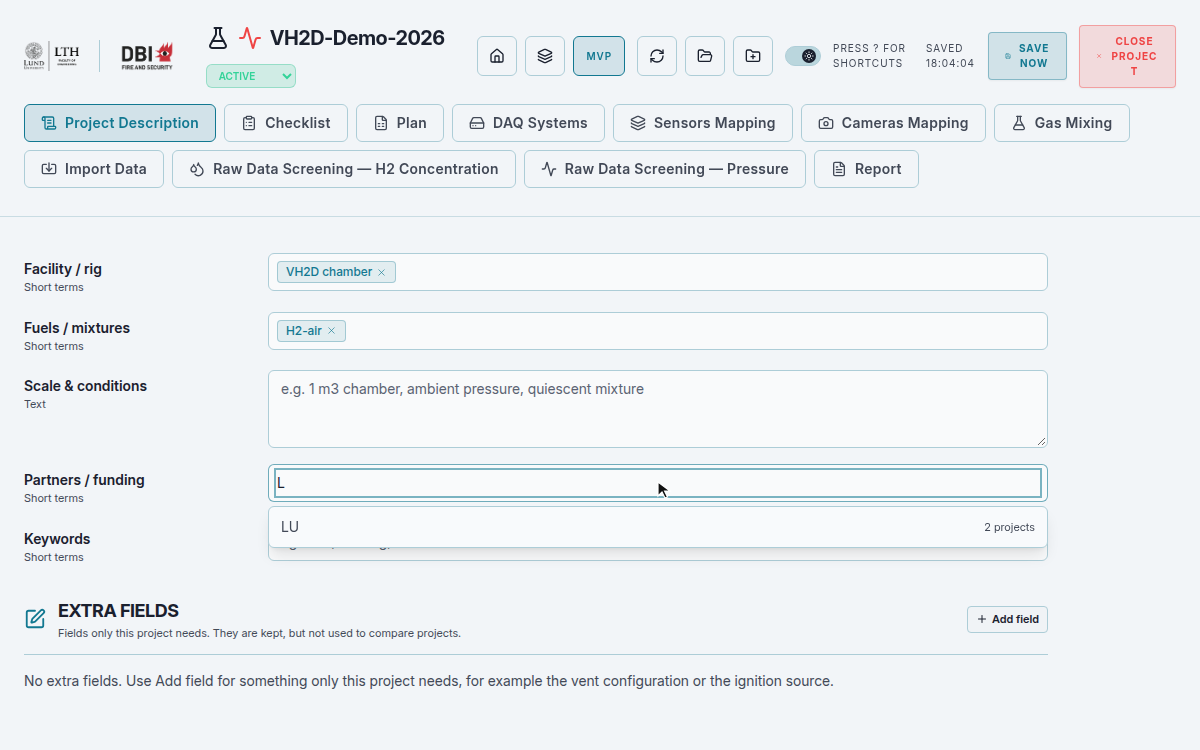 LUND
UNIVERSITY
LTH
DBI
FIRE AND SECURITY
VH2D-Demo-2026
ACTIVE
MVP
PRESS ? FOR SHORTCUTS
SAVED 18:04:04
SAVE NOW
CLOSE PROJECT
Project Description
Checklist
Plan
DAQ Systems
Sensors Mapping
Cameras Mapping
Gas Mixing
Import Data
Raw Data Screening — H2 Concentration
Raw Data Screening — Pressure
Report
Facility / rig
Short terms
VH2D chamber ×
Fuels / mixtures
Short terms
H2-air ×
Scale & conditions
Text
e.g. 1 m3 chamber, ambient pressure, quiescent mixture
Partners / funding
Short terms
L
LU
2 projects
Keywords
Short terms
EXTRA FIELDS
Fields only this project needs. They are kept, but not used to compare projects.
+ Add field
No extra fields. Use Add field for something only this project needs, for example the vent configuration or the ignition source.